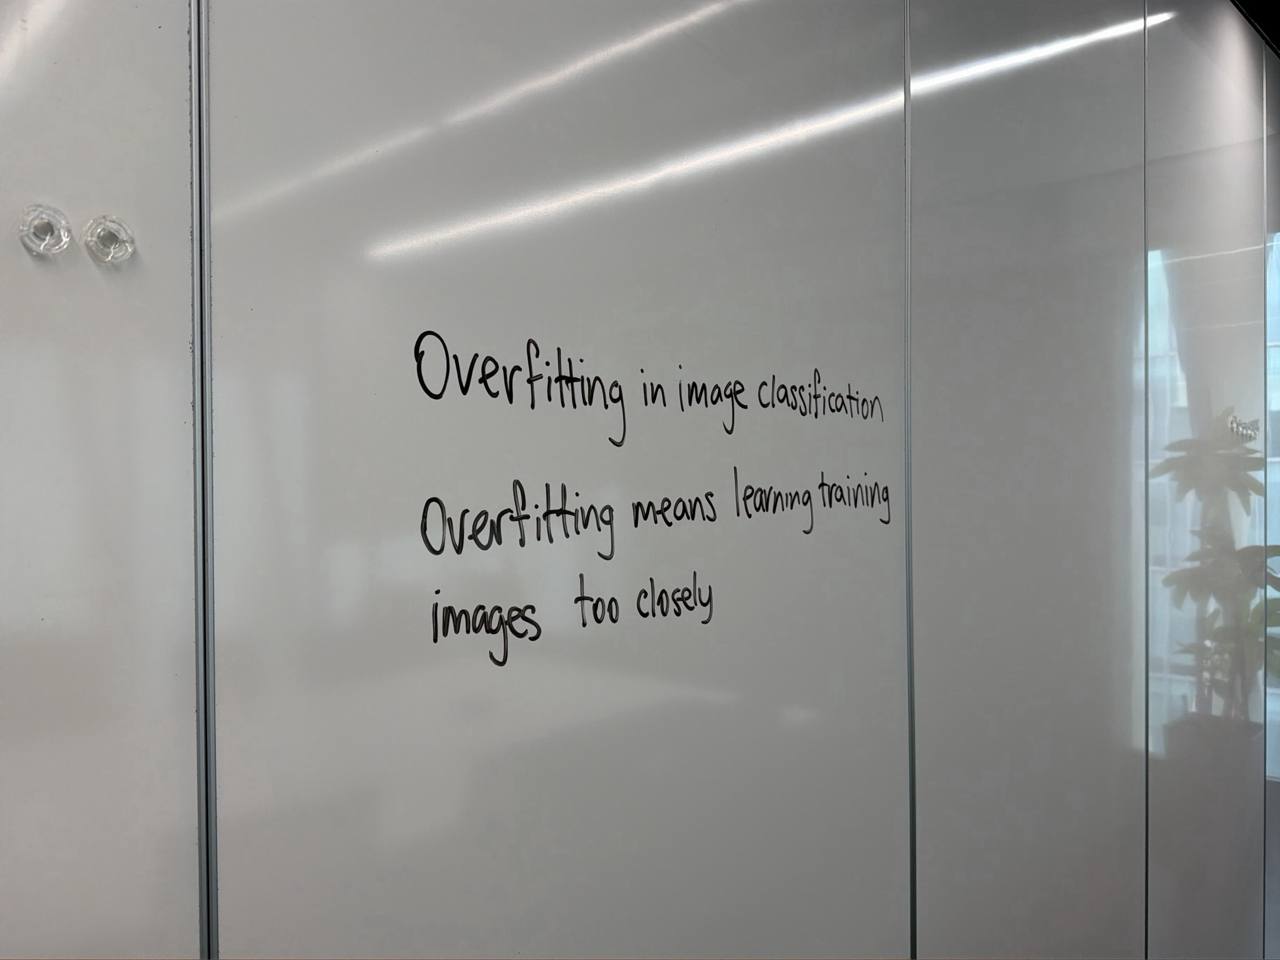 Overfitting in image classification
Overfitting means learning training
images too closely